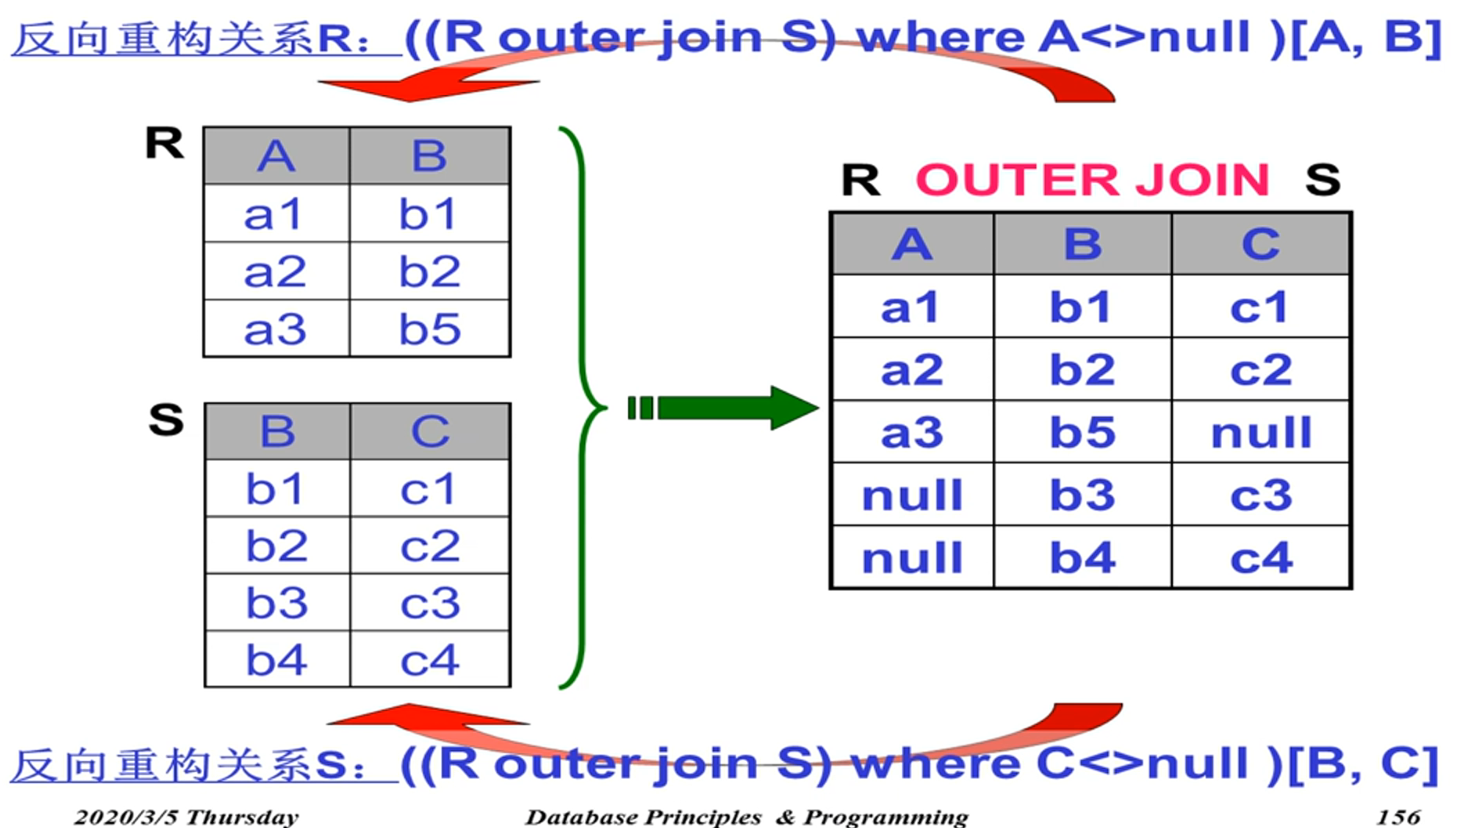 反向重构关系R：((R outer join S) where A<>null )[A, B]
R
A B
a1 b1
a2 b2
a3 b5
S
B C
b1 c1
b2 c2
b3 c3
b4 c4
R OUTER JOIN S
A B C
a1 b1 c1
a2 b2 c2
a3 b5 null
null b3 c3
null b4 c4
反向重构关系S：((R outer join S) where C<>null )[B, C]
2020/3/5 Thursday Database Principles & Programming 156